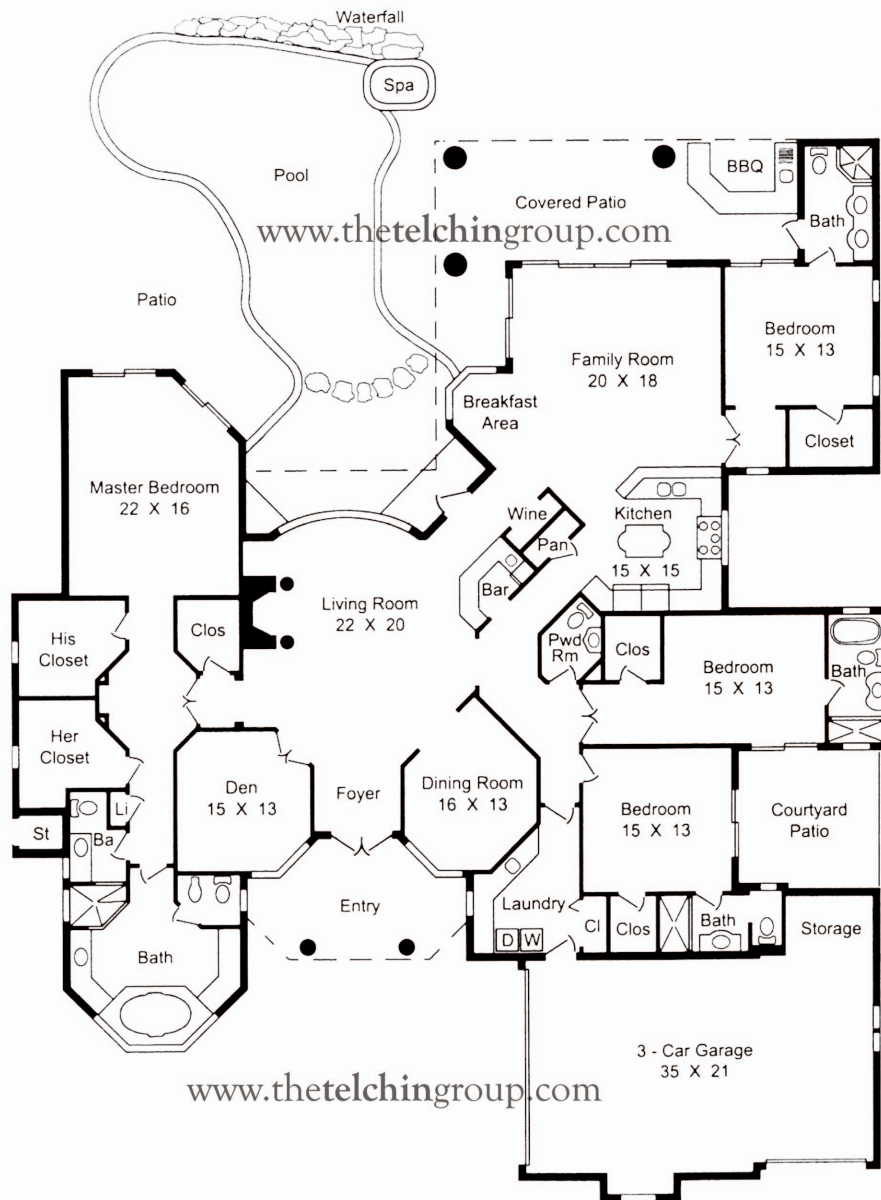 Waterfall
Spa
Pool
BBQ
Covered Patio
Bath
www.thetelchingroup.com
Patio
Bedroom
15 X 13
Family Room
20 X 18
Breakfast
Area
Closet
Master Bedroom
22 X 16
Wine
Kitchen
15 X 15
Pan
Bar
Living Room
22 X 20
His
Closet
Clos
Pwd
Rm
Clos
Bedroom
15 X 13
Bath
Her
Closet
Den
15 X 13
Foyer
Dining Room
16 X 13
Bedroom
15 X 13
Courtyard
Patio
Li
St
Ba
Entry
Laundry
Cl
Clos
Bath
Storage
D W
Bath
3 - Car Garage
35 X 21
www.thetelchingroup.com